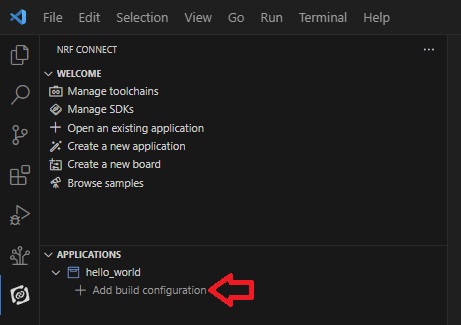 File Edit Selection View Go Run Terminal Help
NRF CONNECT
WELCOME
Manage toolchains
Manage SDKs
Open an existing application
Create a new application
Create a new board
Browse samples
APPLICATIONS
hello_world
Add build configuration